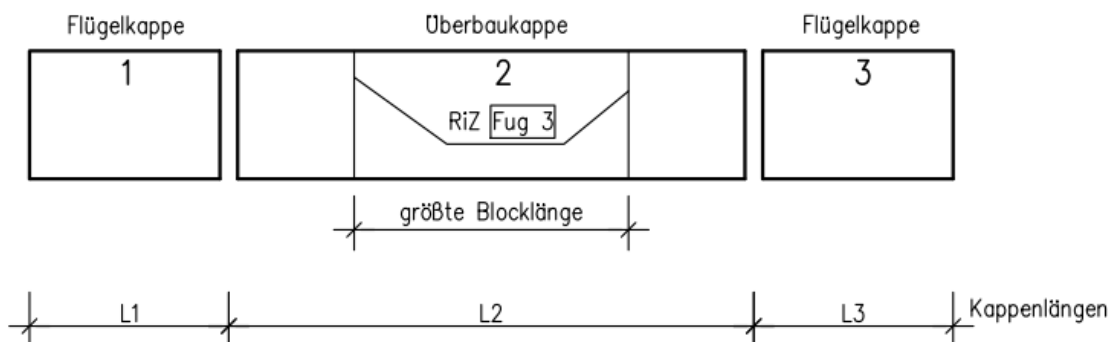 Flügelkappe Überbaukappe Flügelkappe
1 2 3
RiZ Fug 3
größte Blocklänge
L1 L2 L3 Kappenlängen